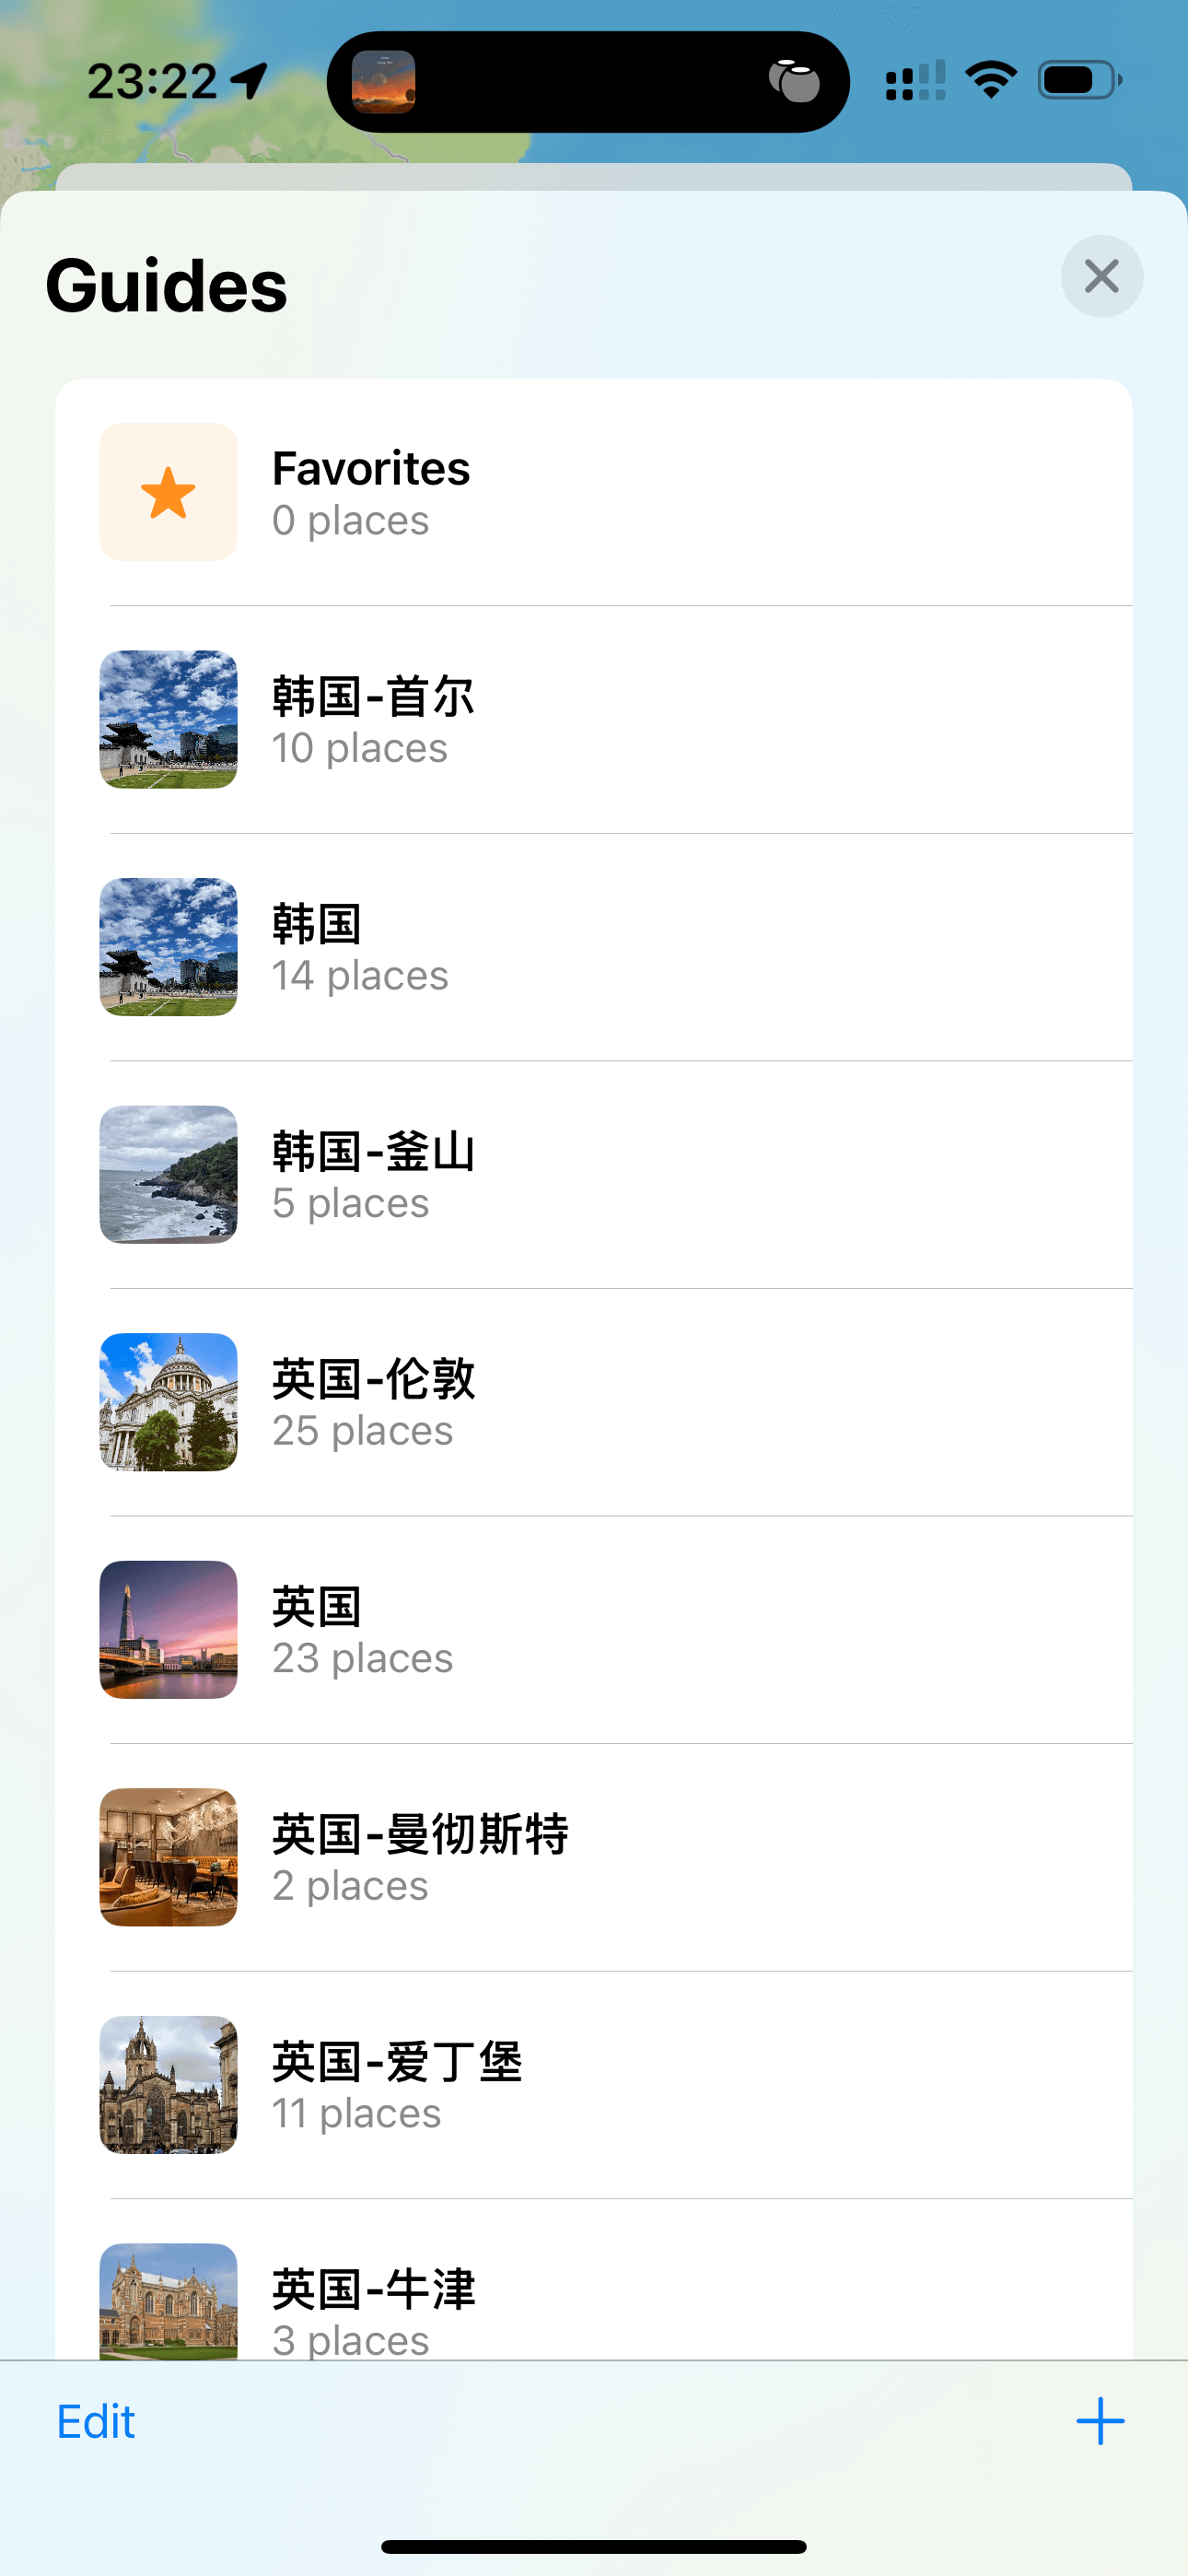 23:22
Guides
Favorites
0 places
韩国-首尔
10 places
韩国
14 places
韩国-釜山
5 places
英国-伦敦
25 places
英国
23 places
英国-曼彻斯特
2 places
英国-爱丁堡
11 places
英国-牛津
3 places
Edit